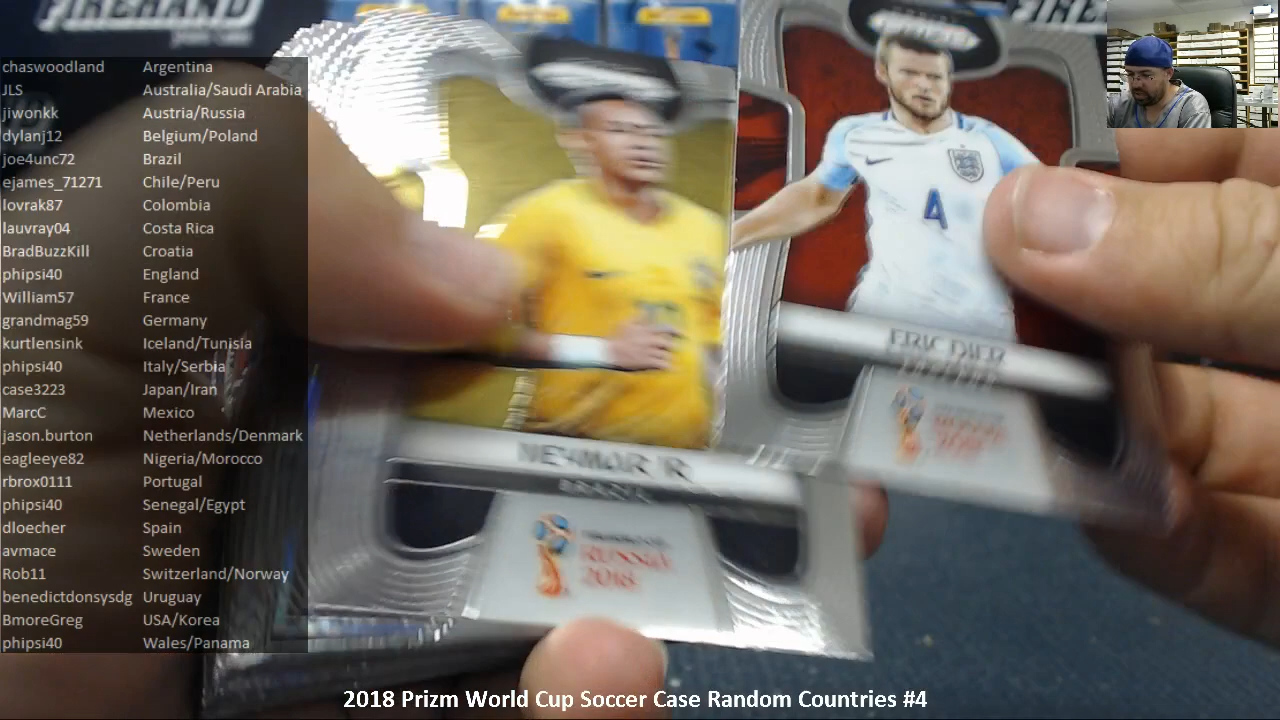 FIREHAND
chaswoodland Argentina
JLS Australia/Saudi Arabia
jiwonkk Austria/Russia
dylanj12 Belgium/Poland
joe4unc72 Brazil
ejames_71271 Chile/Peru
lovrak87 Colombia
lauvray04 Costa Rica
BradBuzzKill Croatia
phipsi40 England
William57 France
grandmag59 Germany
kurtlensink Iceland/Tunisia
phipsi40 Italy/Serbia
case3223 Japan/Iran
MarcC Mexico
jason.burton Netherlands/Denmark
eagleeye82 Nigeria/Morocco
rbrox0111 Portugal
phipsi40 Senegal/Egypt
dloecher Spain
avmace Sweden
Rob11 Switzerland/Norway
benedictdonsysdg Uruguay
BmoreGreg USA/Korea
phipsi40 Wales/Panama
NEYMAR JR
BRAZIL
RUSSIA
2018
4
ERIC DIER
RUSSIA
2018
2018 Prizm World Cup Soccer Case Random Countries #4